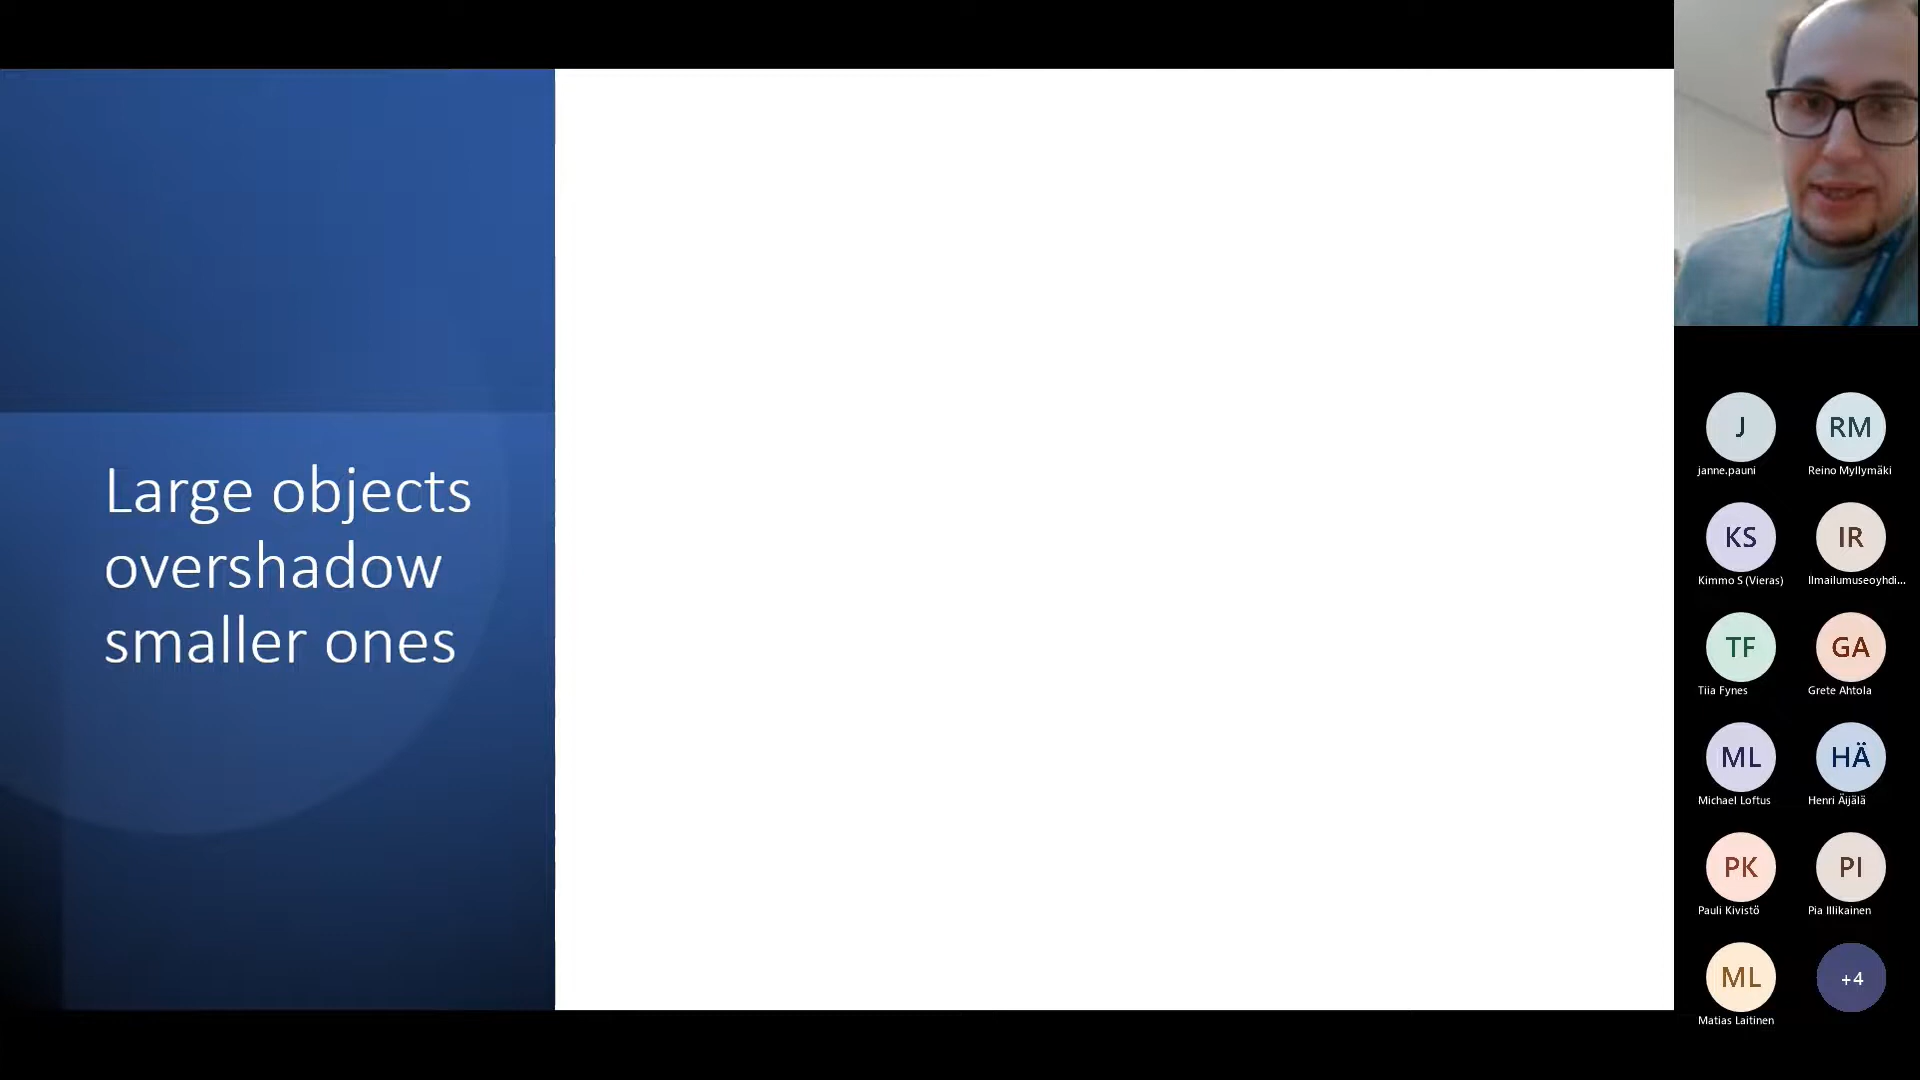 Large objects
overshadow
smaller ones
J
janne.pauni
RM
Reino Myllymäki
KS
Kimmo S (Vieras)
IR
Ilmailumuseoyhdi...
TF
Tiia Fynes
GA
Grete Ahtola
ML
Michael Loftus
HÄ
Henri Äijälä
PK
Pauli Kivistö
PI
Pia Illikainen
ML
Matias Laitinen
+4